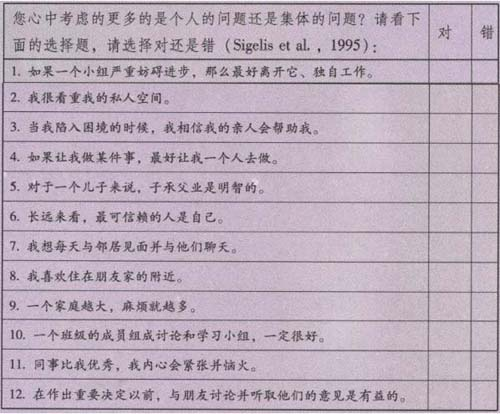 您心中考虑的更多的是个人的问题还是集体的问题？请看下
面的选择题，请选择对还是错（Sigelis et al.，1995）：
对
错
1. 如果一个小组严重妨碍进步，那么最好离开它、独自工作。
2. 我很看重我的私人空间。
3. 当我陷入困境的时候，我相信我的亲人会帮助我。
4. 如果让我做某件事，最好让我一个人去做。
5. 对于一个儿子来说，子承父业是明智的。
6. 长远来看，最可信赖的人是自己。
7. 我想每天与邻居见面并与他们聊天。
8. 我喜欢住在朋友家的附近。
9. 一个家庭越大，麻烦就越多。
10. 一个班级的成员组成讨论和学习小组，一定很好。
11. 同事比我优秀，我内心会紧张并恼火。
12. 在作出重要决定以前，与朋友讨论并听取他们的意见是有益的。